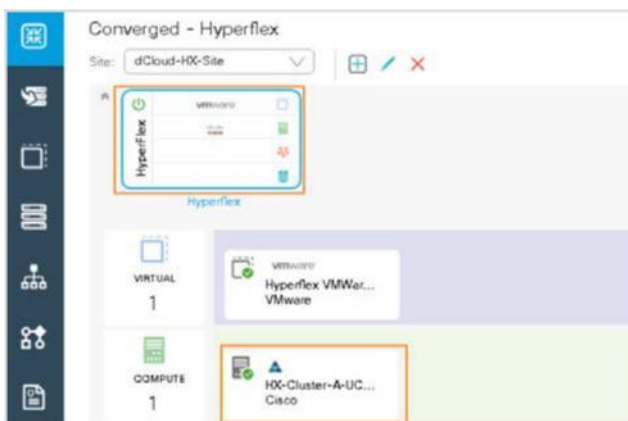 Converged - Hyperflex
Site: dCloud-HX-Site
HyperFlex
vmware
Hyperflex
VIRTUAL
1
vmware
Hyperflex VMWar...
VMware
COMPUTE
1
HX-Cluster-A-UC...
Cisco